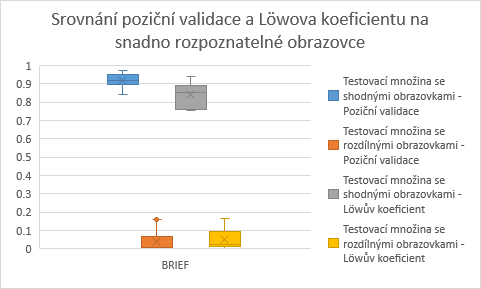 Srovnání poziční validace a Löwova koeficientu na
snadno rozpoznatelné obrazovce
1
0.9
0.8
0.7
0.6
0.5
0.4
0.3
0.2
0.1
0
BRIEF
Testovací množina se
shodnými obrazovkami -
Poziční validace
Testovací množina se
rozdílnými obrazovkami -
Poziční validace
Testovací množina se
shodnými obrazovkami -
Löwův koeficient
Testovací množina se
rozdílnými obrazovkami -
Löwův koeficient